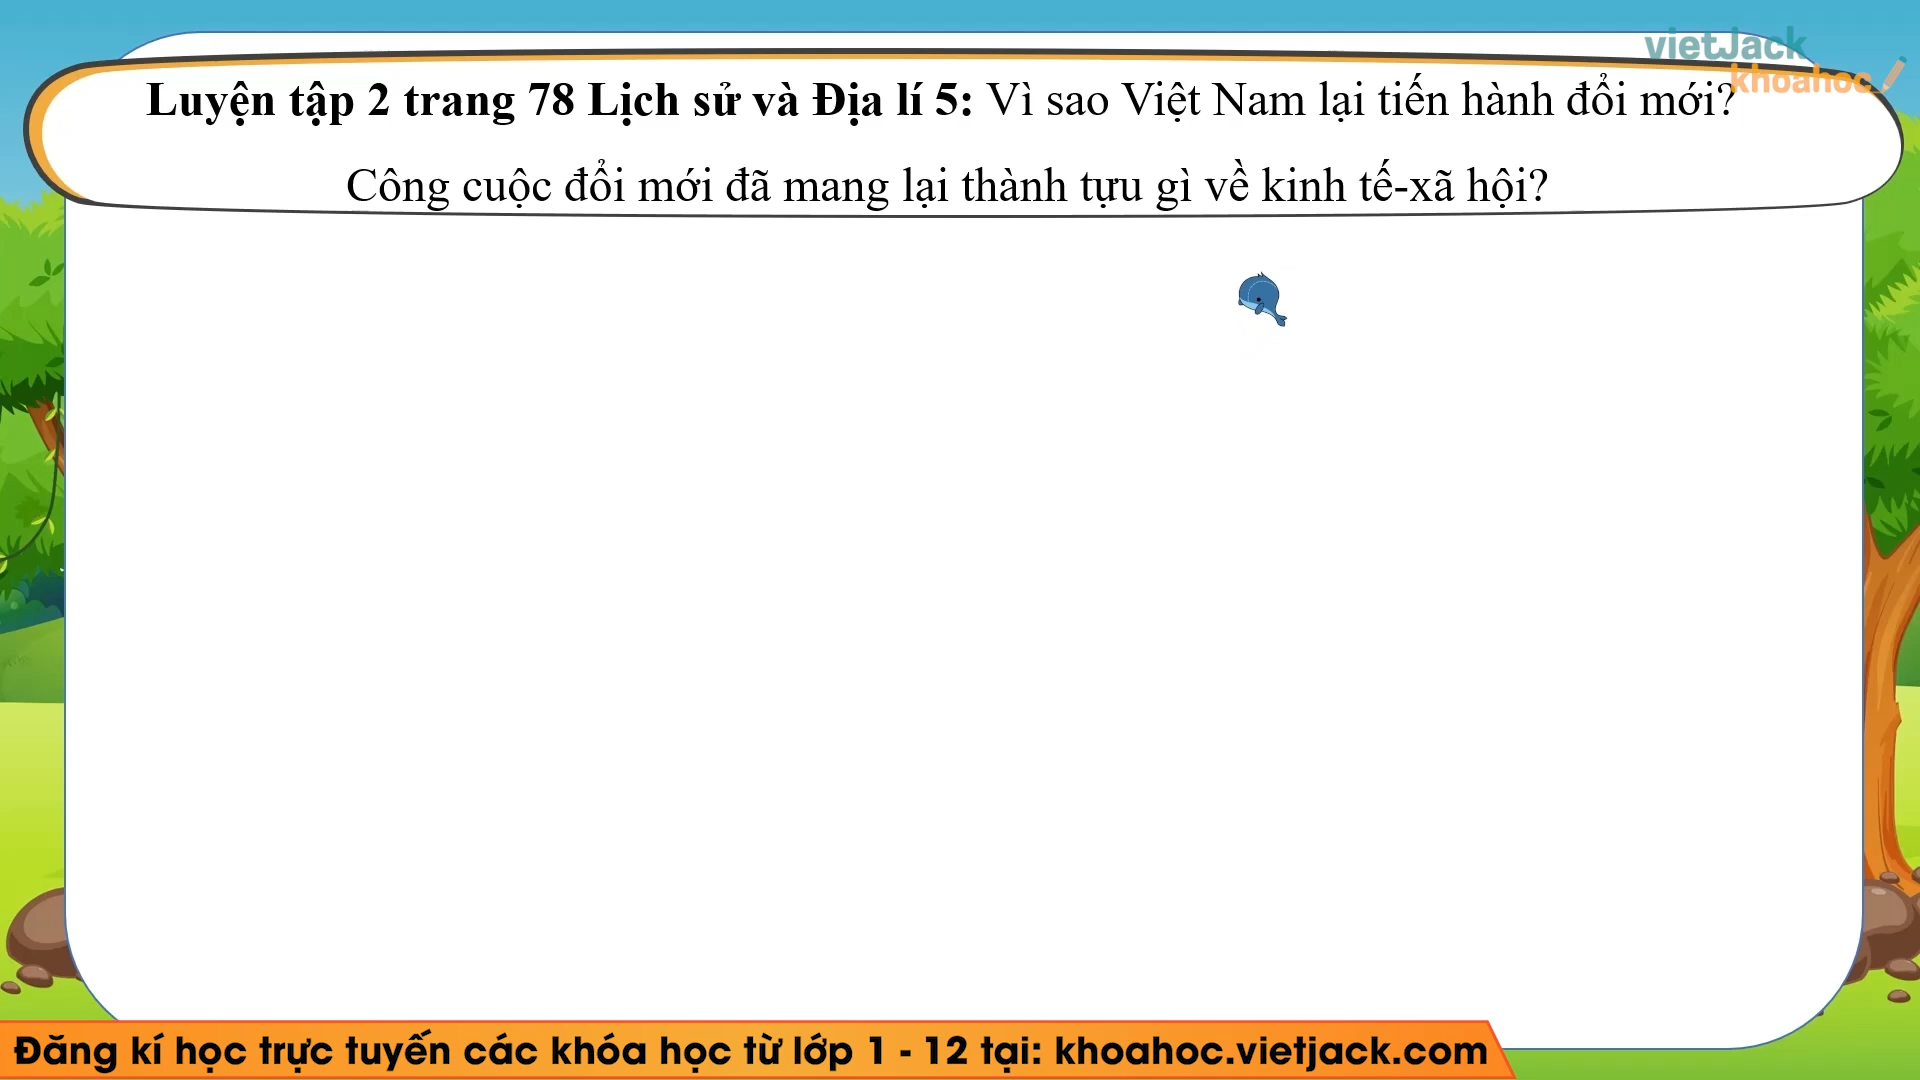 vietJack
khoahoc
Luyện tập 2 trang 78 Lịch sử và Địa lí 5: Vì sao Việt Nam lại tiến hành đổi mới?
Công cuộc đổi mới đã mang lại thành tựu gì về kinh tế-xã hội?
Đăng kí học trực tuyến các khóa học từ lớp 1 - 12 tại: khoahoc.vietjack.com